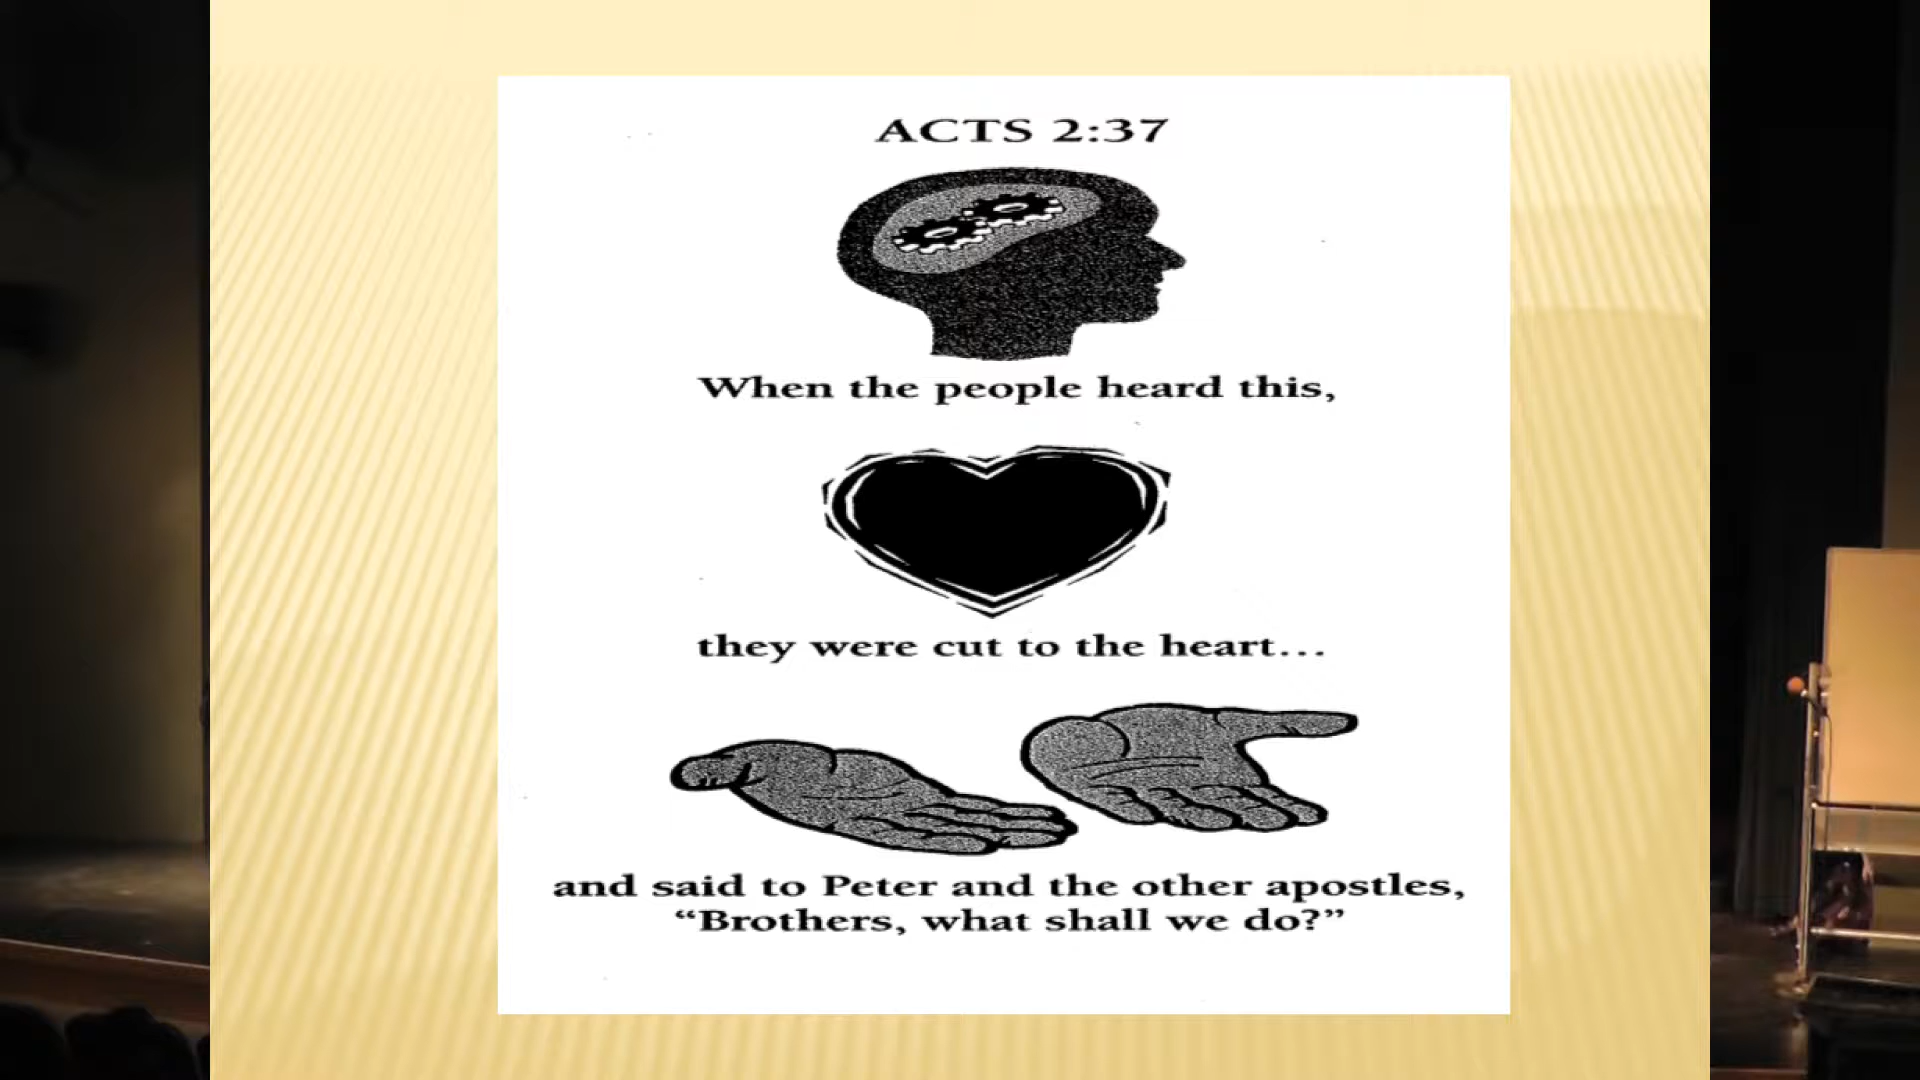 ACTS 2:37
When the people heard this,
they were cut to the heart...
and said to Peter and the other apostles,
“Brothers, what shall we do?”